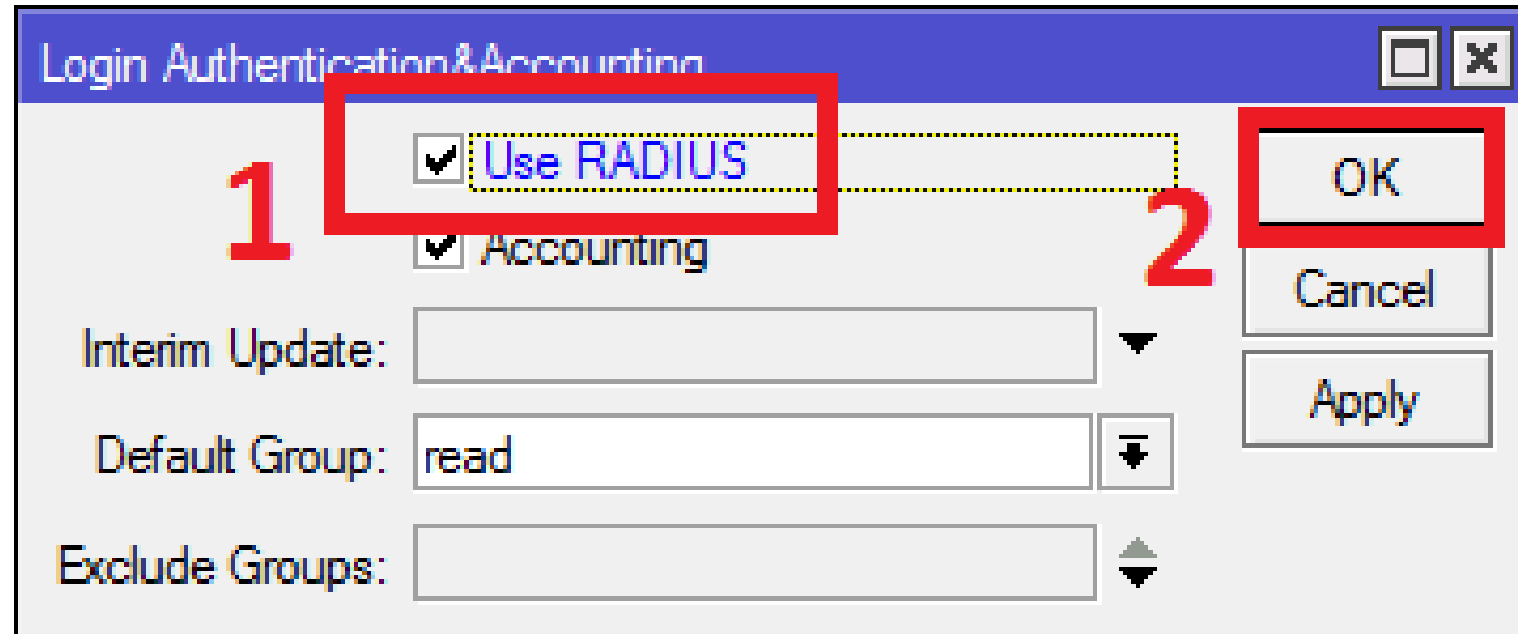 Login Authentication&Accounting
1
Use RADIUS
OK
2
Accounting
Cancel
Interim Update:
Apply
Default Group: read
Exclude Groups: